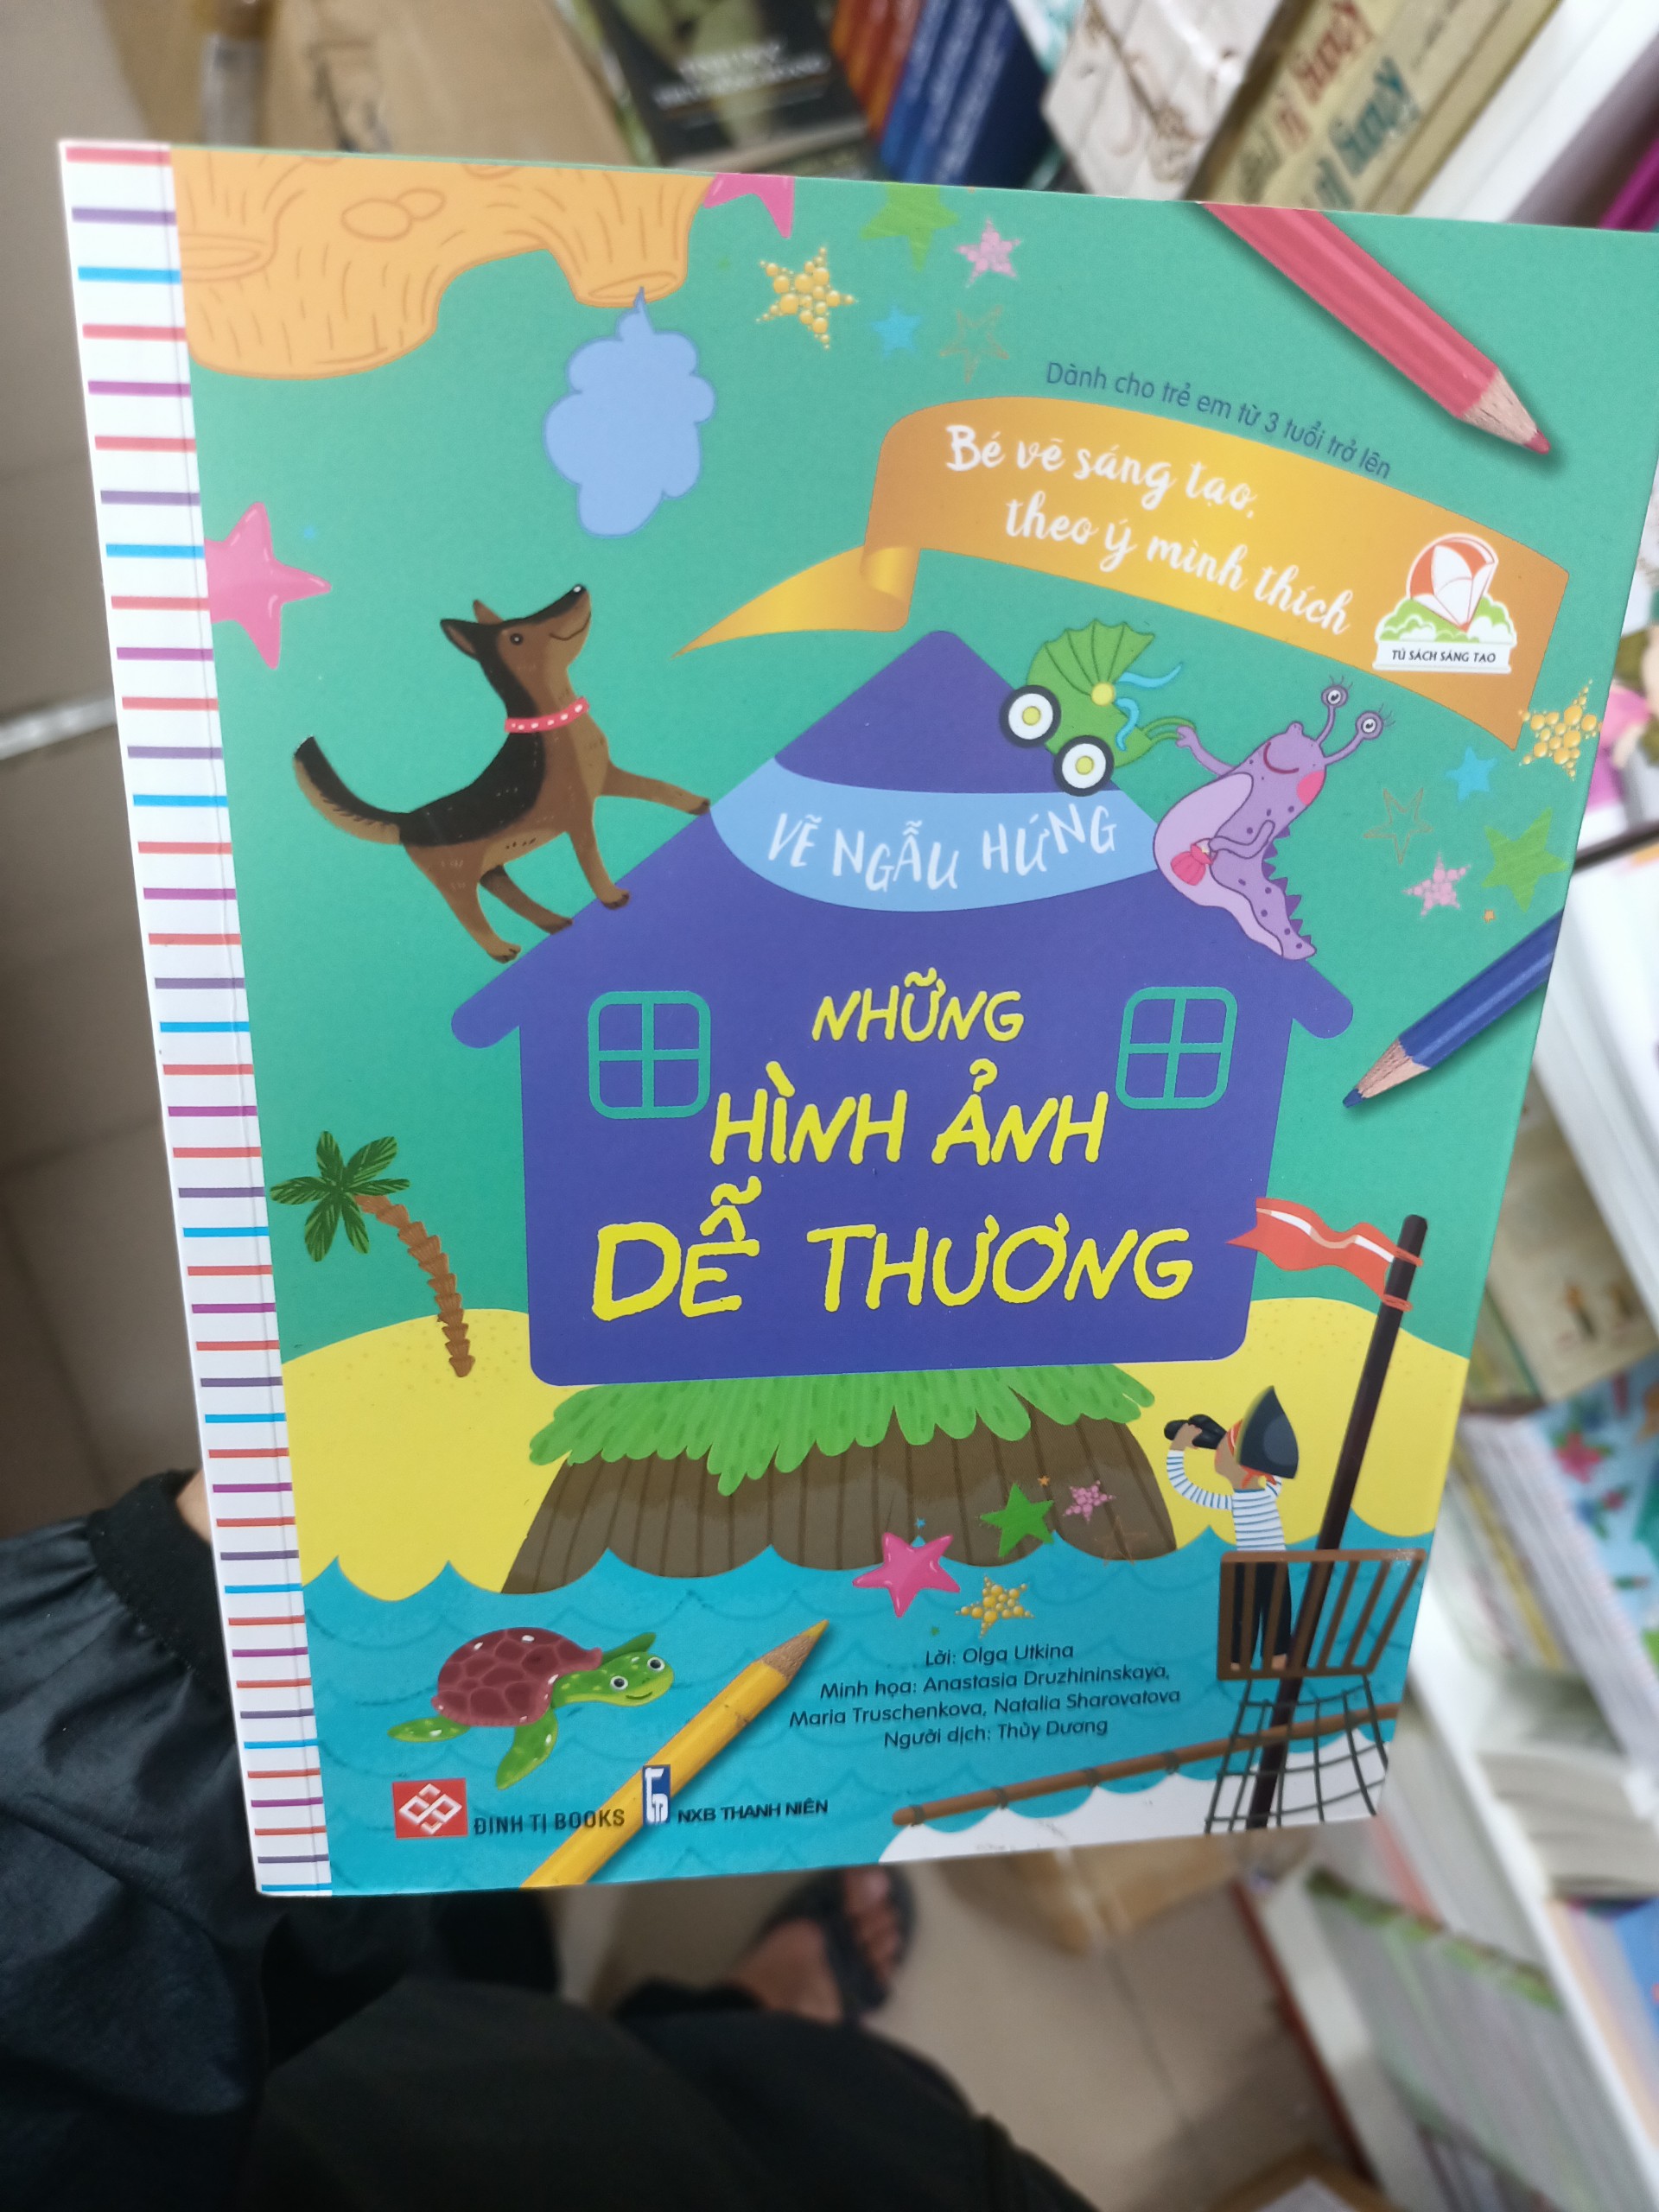 Dành cho trẻ em từ 3 tuổi trở lên
Bé vẽ sáng tạo,
theo ý mình thích
TỦ SÁCH SÁNG TẠO
VẼ NGẪU HỨNG
NHỮNG
HÌNH ẢNH
DỄ THƯƠNG
Lời: Olga Utkina
Minh họa: Anastasia Druzhininskaya,
Maria Truschenkova, Natalia Sharovatova
Người dịch: Thùy Dương
ĐINH TỊ BOOKS
NXB THANH NIÊN